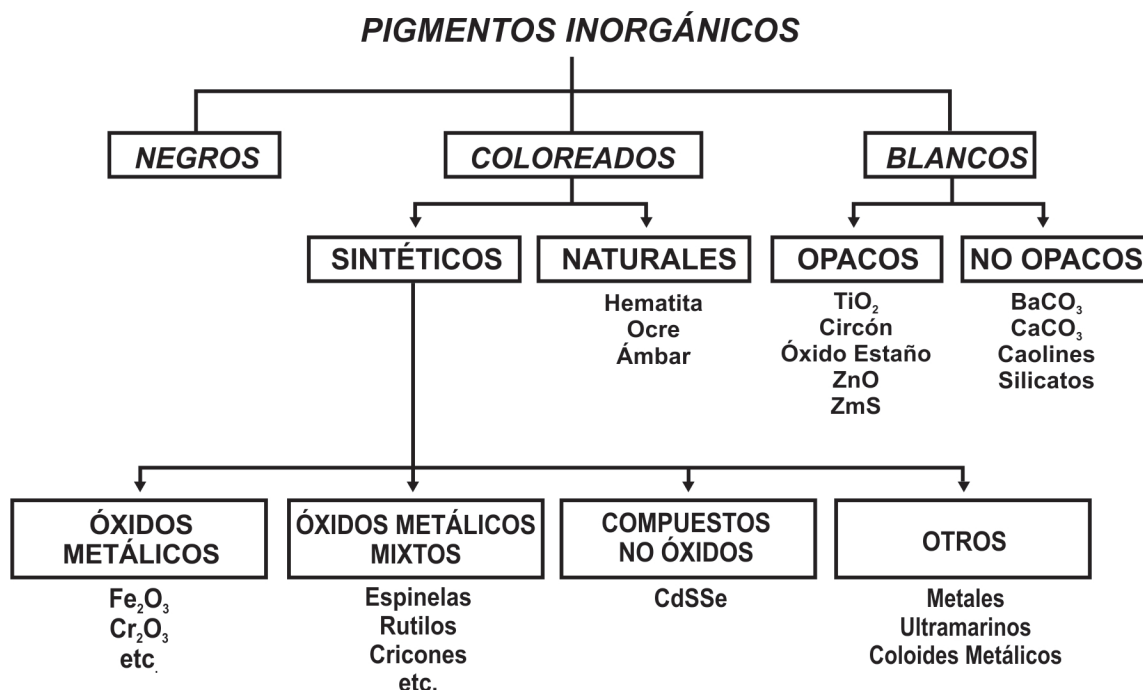 PIGMENTOS INORGÁNICOS
NEGROS
COLOREADOS
BLANCOS
SINTÉTICOS
NATURALES
Hematita
Ocre
Ámbar
OPACOS
TiO₂
Circón
Óxido Estaño
ZnO
ZmS
NO OPACOS
BaCO₃
CaCO₃
Caolines
Silicatos
ÓXIDOS
METÁLICOS
Fe₂O₃
Cr₂O₃
etc.
ÓXIDOS METÁLICOS
MIXTOS
Espinelas
Rutilos
Cricones
etc.
COMPUESTOS
NO ÓXIDOS
CdSSe
OTROS
Metales
Ultramarinos
Coloides Metálicos